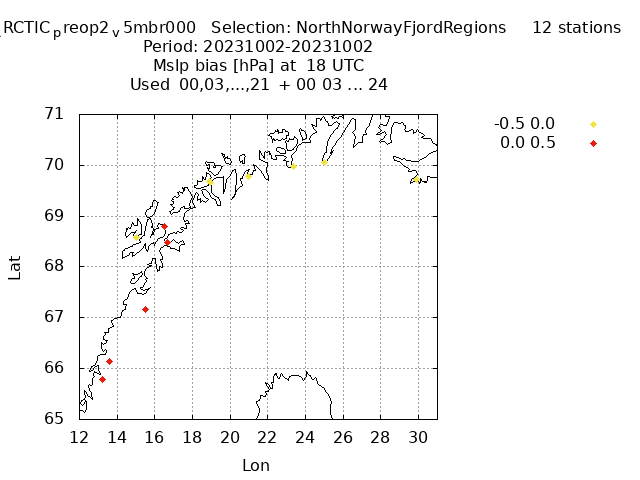 RCTIC p reop2 v 5mbr000 Selection: NorthNorwayFjordRegions 12 stations
Period: 20231002-20231002
Mslp bias [hPa] at 18 UTC
Used 00,03,...,21 + 00 03 ... 24
-0.5 0.0
0.0 0.5
71
70
69
68
67
66
65
Lat
12 14 16 18 20 22 24 26 28 30
Lon